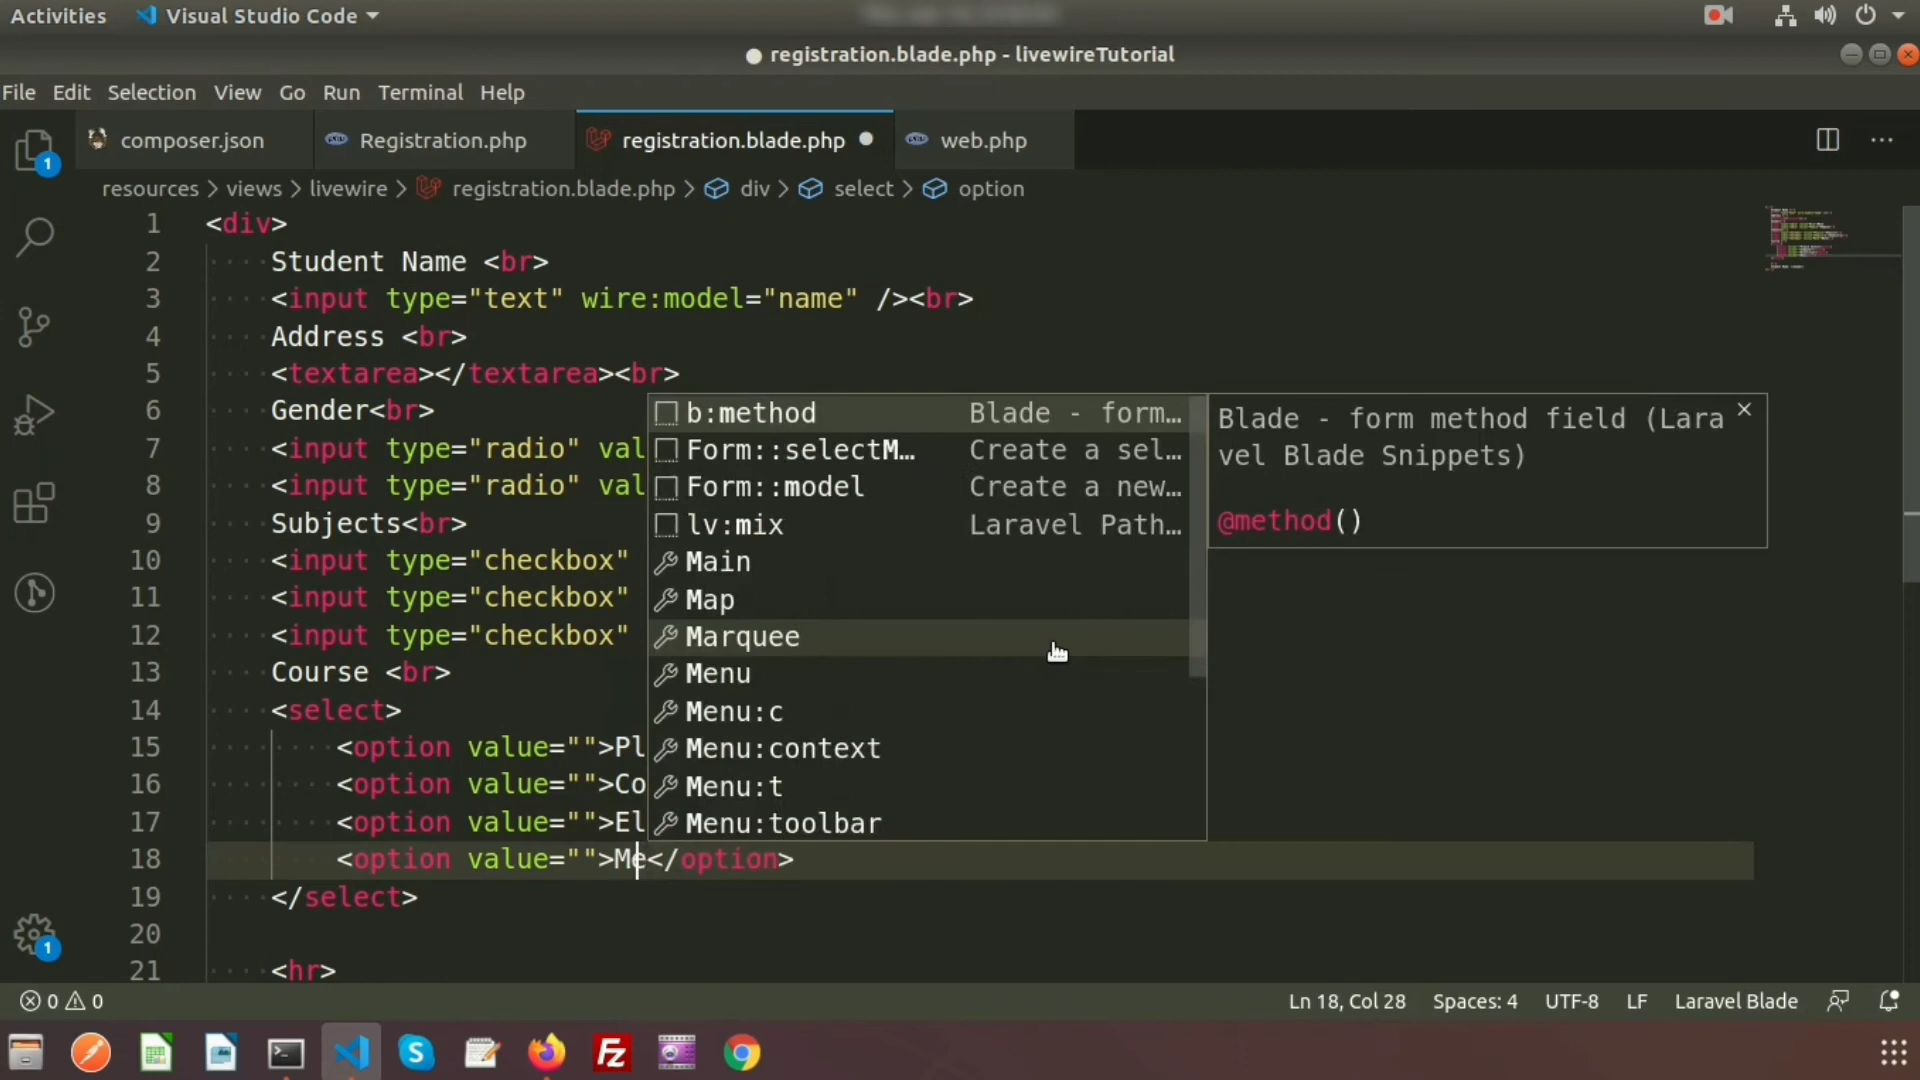 Activities Visual Studio Code
registration.blade.php - livewireTutorial
File Edit Selection View Go Run Terminal Help
composer.json Registration.php registration.blade.php web.php
resources > views > livewire > registration.blade.php > div > select > option
1 <div>
2 Student Name <br>
3 <input type="text" wire:model="name" /><br>
4 Address <br>
5 <textarea></textarea><br>
6 Gender<br>
7 <input type="radio" val
8 <input type="radio" val
9 Subjects<br>
10 <input type="checkbox"
11 <input type="checkbox"
12 <input type="checkbox"
13 Course <br>
14 <select>
15 <option value="">Pl
16 <option value="">Co
17 <option value="">El
18 <option value="">Me</option>
19 </select>
20
21 <hr>
b:method Blade - form…
Form::selectM… Create a sel…
Form::model Create a new…
lv:mix Laravel Path…
Main
Map
Marquee
Menu
Menu:c
Menu:context
Menu:t
Menu:toolbar
Blade - form method field (Lara
vel Blade Snippets)
@method()
1
1
0 0 Ln 18, Col 28 Spaces: 4 UTF-8 LF Laravel Blade